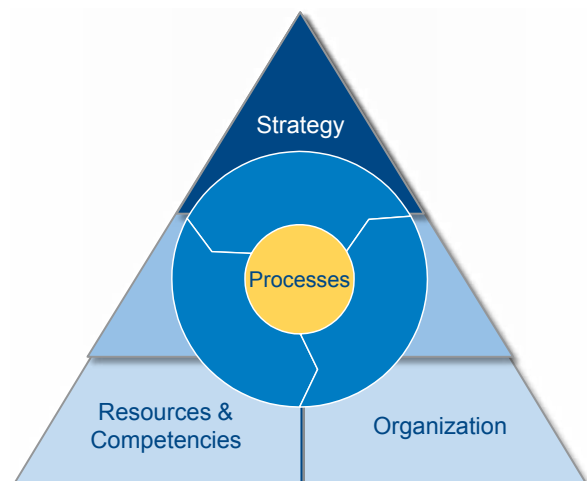 Strategy
Processes
Resources &
Competencies
Organization